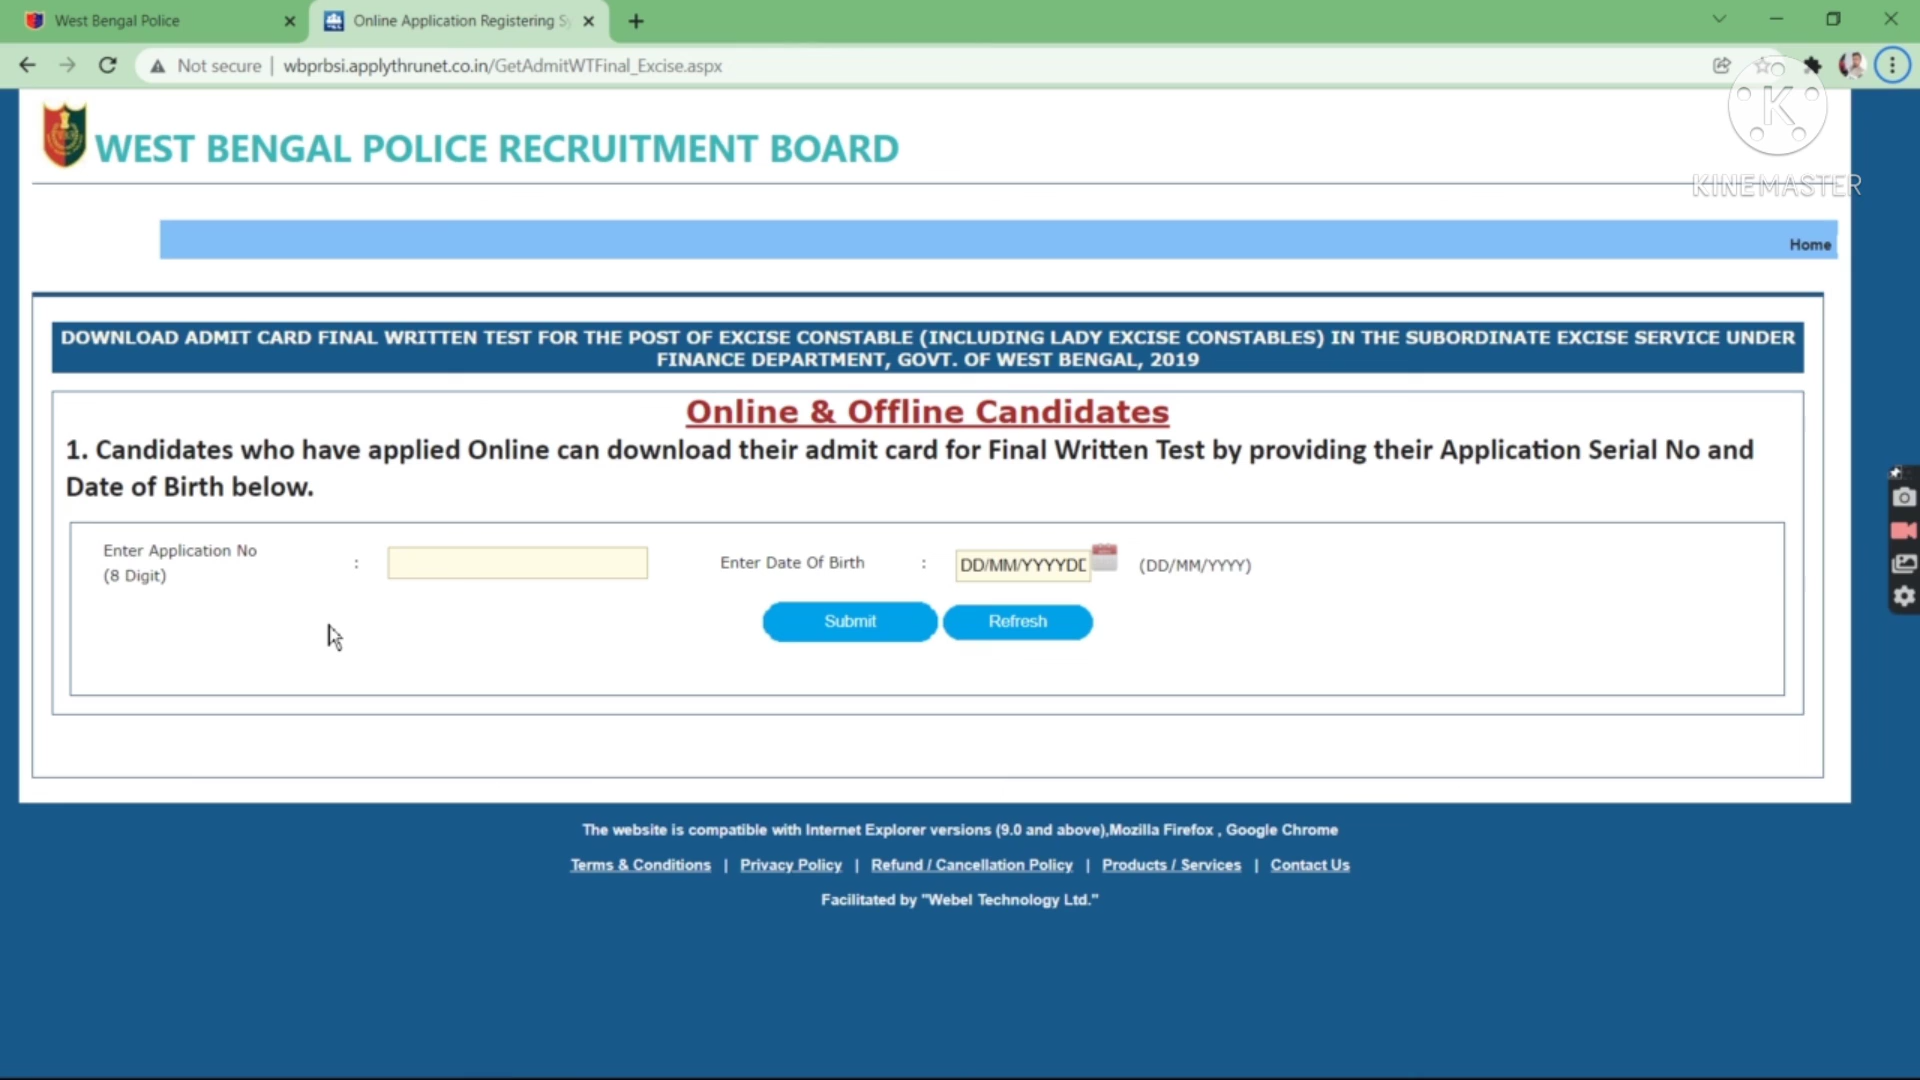 West Bengal Police
Online Application Registering Sy
Not secure
wbprbsi.applythrunet.co.in/GetAdmitWTFinal_Excise.aspx
K
KINEMASTER
WEST BENGAL POLICE RECRUITMENT BOARD
Home
DOWNLOAD ADMIT CARD FINAL WRITTEN TEST FOR THE POST OF EXCISE CONSTABLE (INCLUDING LADY EXCISE CONSTABLES) IN THE SUBORDINATE EXCISE SERVICE UNDER
FINANCE DEPARTMENT, GOVT. OF WEST BENGAL, 2019
Online & Offline Candidates
1. Candidates who have applied Online can download their admit card for Final Written Test by providing their Application Serial No and
Date of Birth below.
Enter Application No
(8 Digit)
:
Enter Date Of Birth : DD/MM/YYYYDD (DD/MM/YYYY)
Submit Refresh
The website is compatible with Internet Explorer versions (9.0 and above),Mozilla Firefox , Google Chrome
Terms & Conditions | Privacy Policy | Refund / Cancellation Policy | Products / Services | Contact Us
Facilitated by "Webel Technology Ltd."